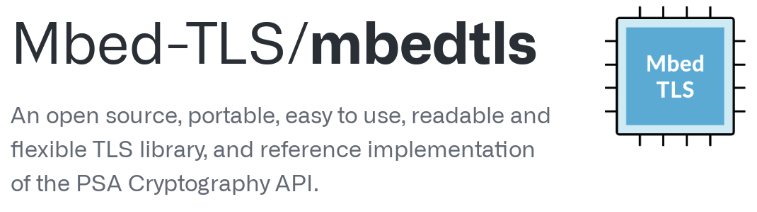 Mbed-TLS/mbedtls
An open source, portable, easy to use, readable and
flexible TLS library, and reference implementation
of the PSA Cryptography API.
Mbed
TLS